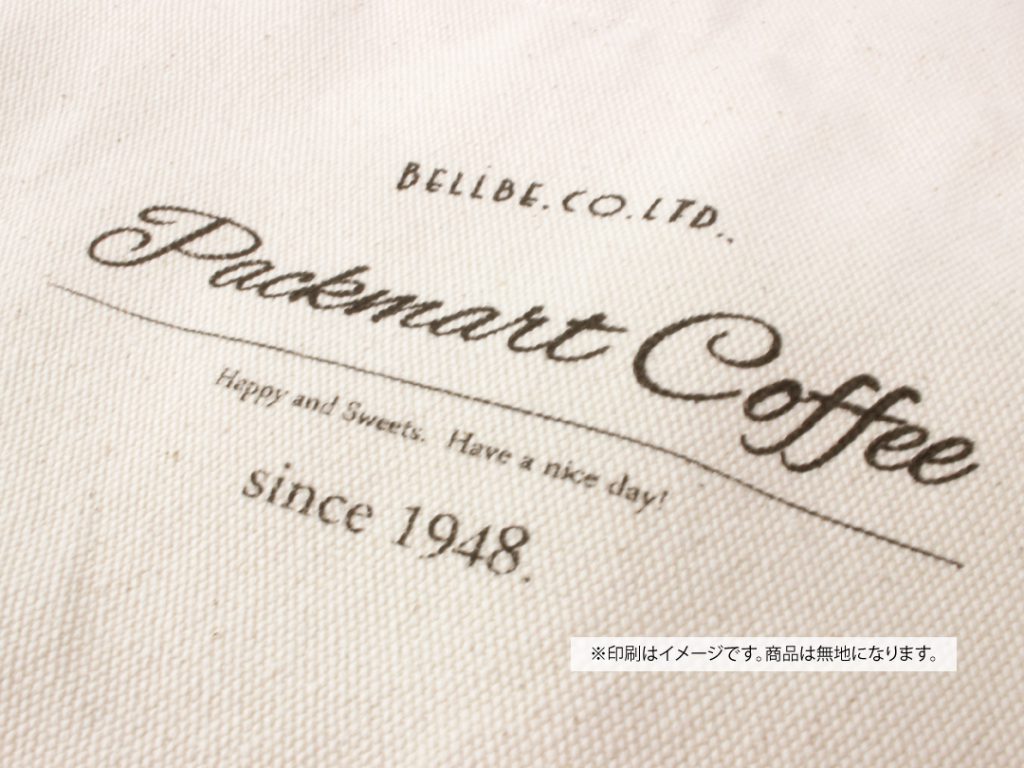 BELLBE.CO.LTD..
Packmart Coffee
Happy and Sweets. Have a nice day!
since 1948.
※印刷はイメージです。商品は無地になります。